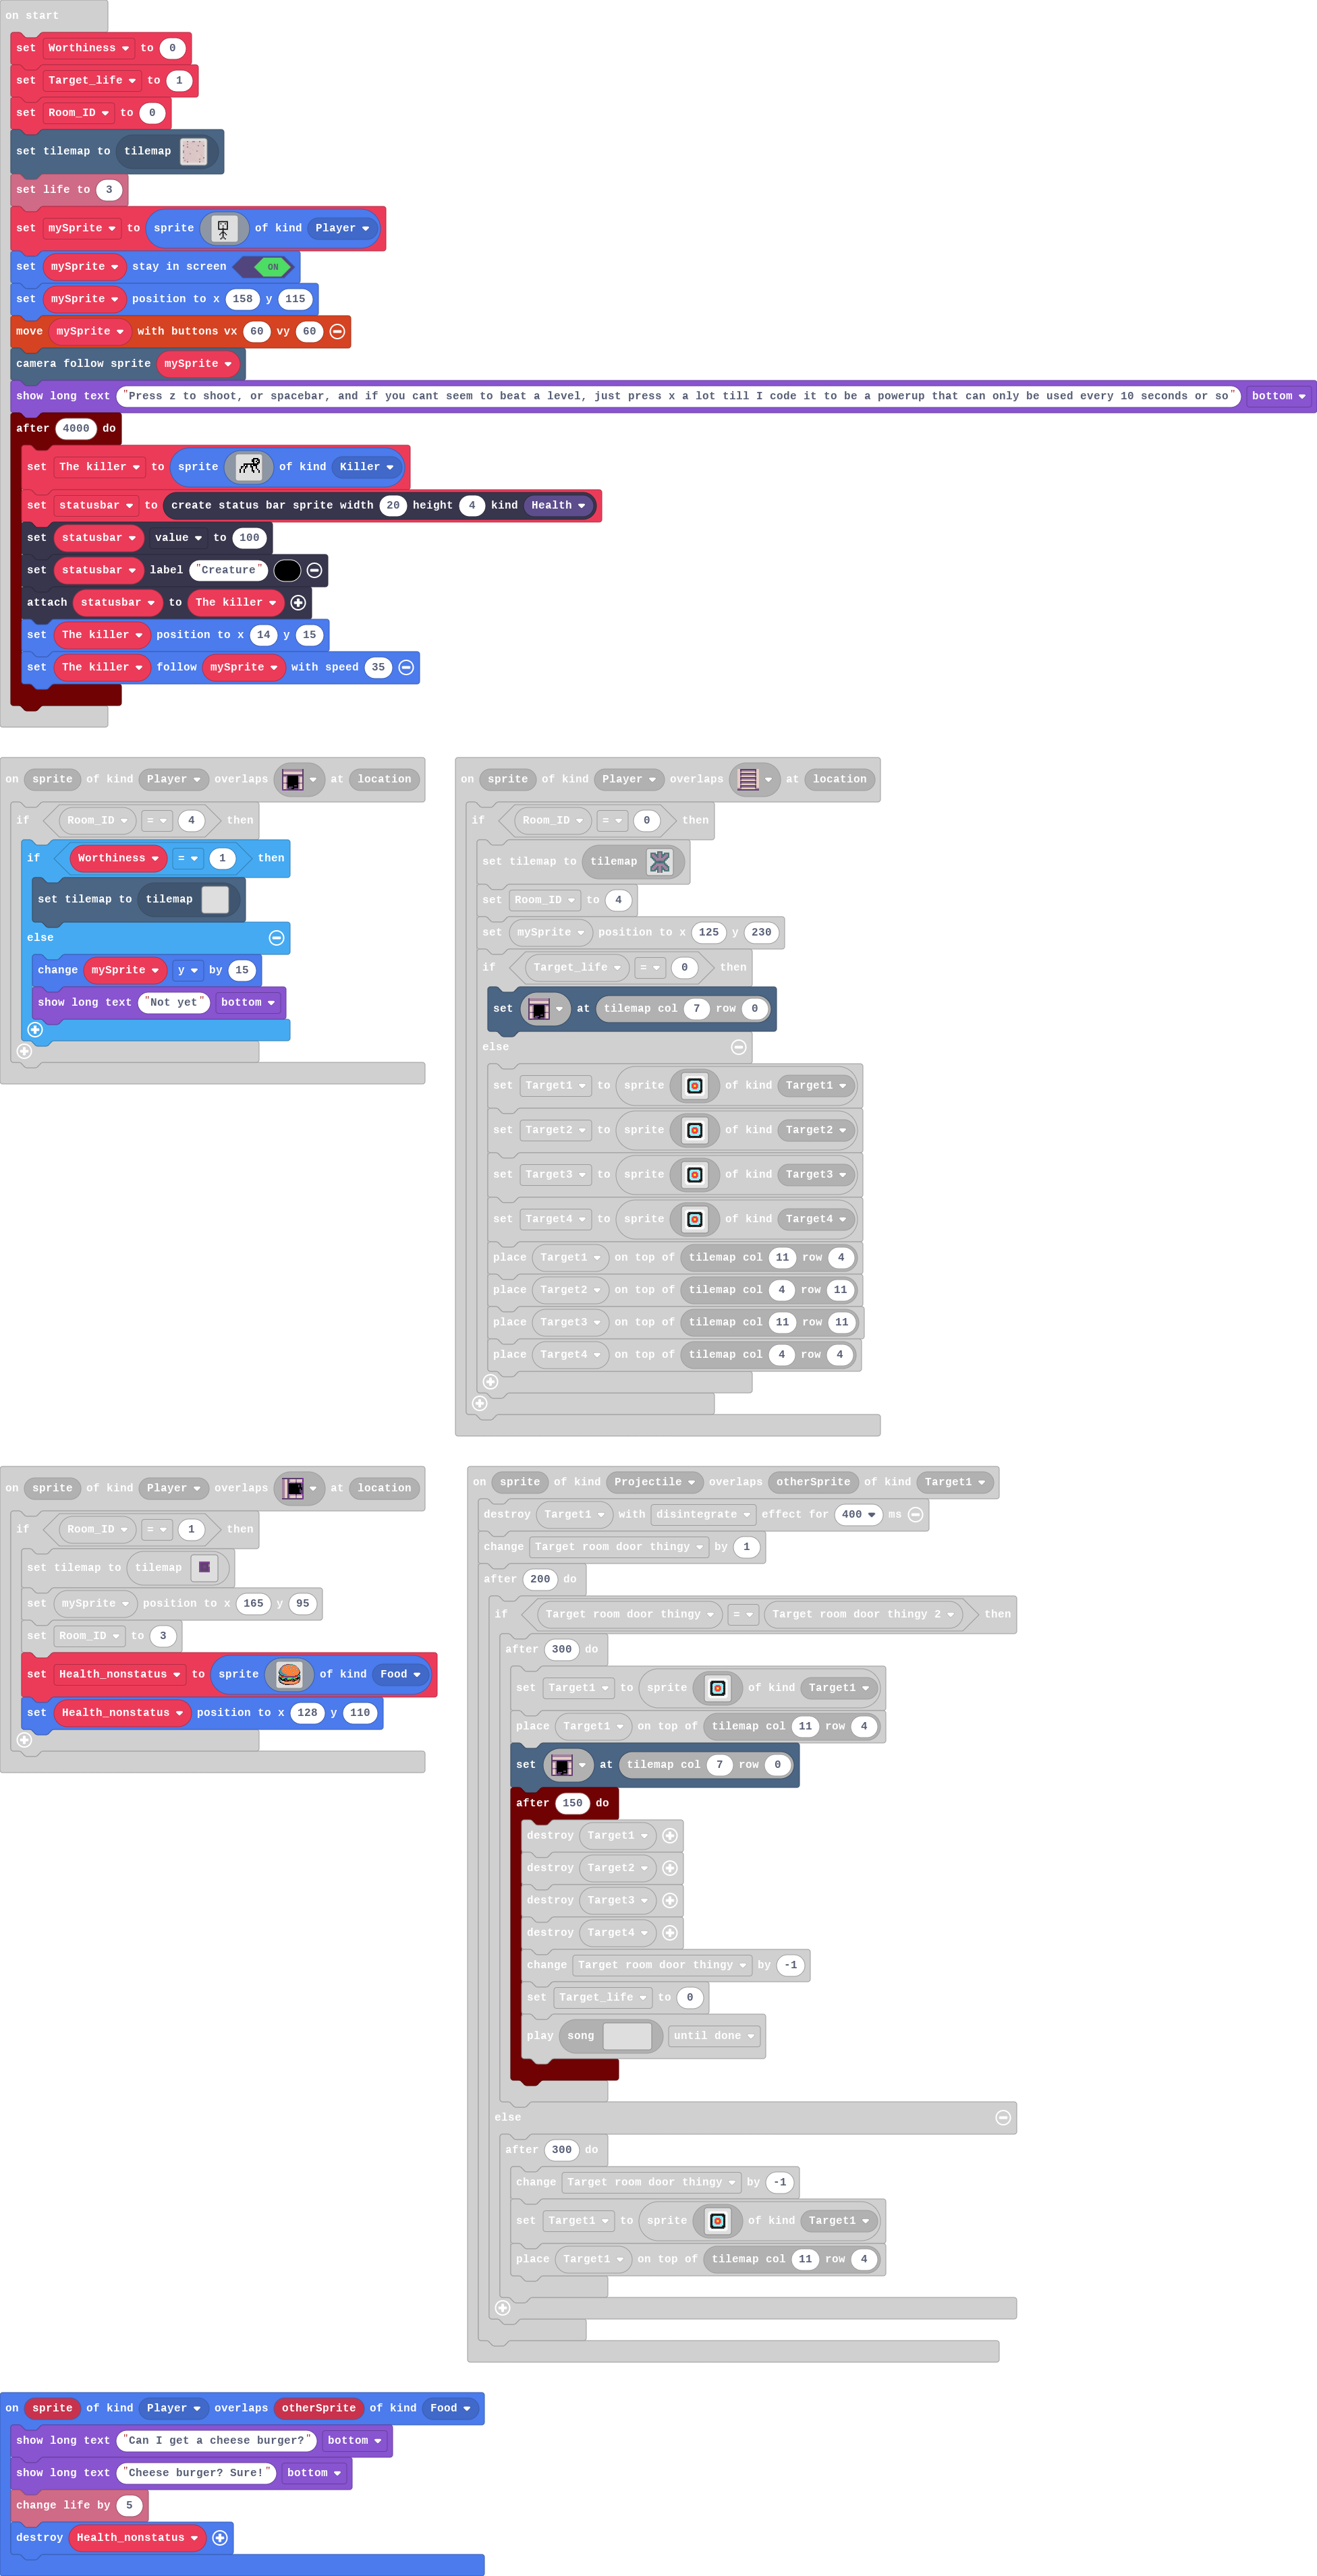 on start
set Worthiness to 0
set Target_life to 1
set Room_ID to 0
set tilemap to tilemap
set life to 3
set mySprite to sprite of kind Player
set mySprite stay in screen ON
set mySprite position to x 158 y 115
move mySprite with buttons vx 60 vy 60
camera follow sprite mySprite
show long text "Press z to shoot, or spacebar, and if you cant seem to beat a level, just press x a lot till I code it to be a powerup that can only be used every 10 seconds or so" bottom
after 4000 do
set The killer to sprite of kind Killer
set statusbar to create status bar sprite width 20 height 4 kind Health
set statusbar value to 100
set statusbar label "Creature"
attach statusbar to The killer
set The killer position to x 14 y 15
set The killer follow mySprite with speed 35
on sprite of kind Player overlaps at location
if Room_ID = 4 then
if Worthiness = 1 then
set tilemap to tilemap
else
change mySprite y by 15
show long text "Not yet" bottom
on sprite of kind Player overlaps at location
if Room_ID = 0 then
set tilemap to tilemap
set Room_ID to 4
set mySprite position to x 125 y 230
if Target_life = 0 then
set at tilemap col 7 row 0
else
set Target1 to sprite of kind Target1
set Target2 to sprite of kind Target2
set Target3 to sprite of kind Target3
set Target4 to sprite of kind Target4
place Target1 on top of tilemap col 11 row 4
place Target2 on top of tilemap col 4 row 11
place Target3 on top of tilemap col 11 row 11
place Target4 on top of tilemap col 4 row 4
on sprite of kind Player overlaps at location
if Room_ID = 1 then
set tilemap to tilemap
set mySprite position to x 165 y 95
set Room_ID to 3
set Health_nonstatus to sprite of kind Food
set Health_nonstatus position to x 128 y 110
on sprite of kind Projectile overlaps otherSprite of kind Target1
destroy Target1 with disintegrate effect for 400 ms
change Target room door thingy by 1
after 200 do
if Target room door thingy = Target room door thingy 2 then
after 300 do
set Target1 to sprite of kind Target1
place Target1 on top of tilemap col 11 row 4
set at tilemap col 7 row 0
after 150 do
destroy Target1
destroy Target2
destroy Target3
destroy Target4
change Target room door thingy by -1
set Target_life to 0
play song until done
else
after 300 do
change Target room door thingy by -1
set Target1 to sprite of kind Target1
place Target1 on top of tilemap col 11 row 4
on sprite of kind Player overlaps otherSprite of kind Food
show long text "Can I get a cheese burger?" bottom
show long text "Cheese burger? Sure!" bottom
change life by 5
destroy Health_nonstatus